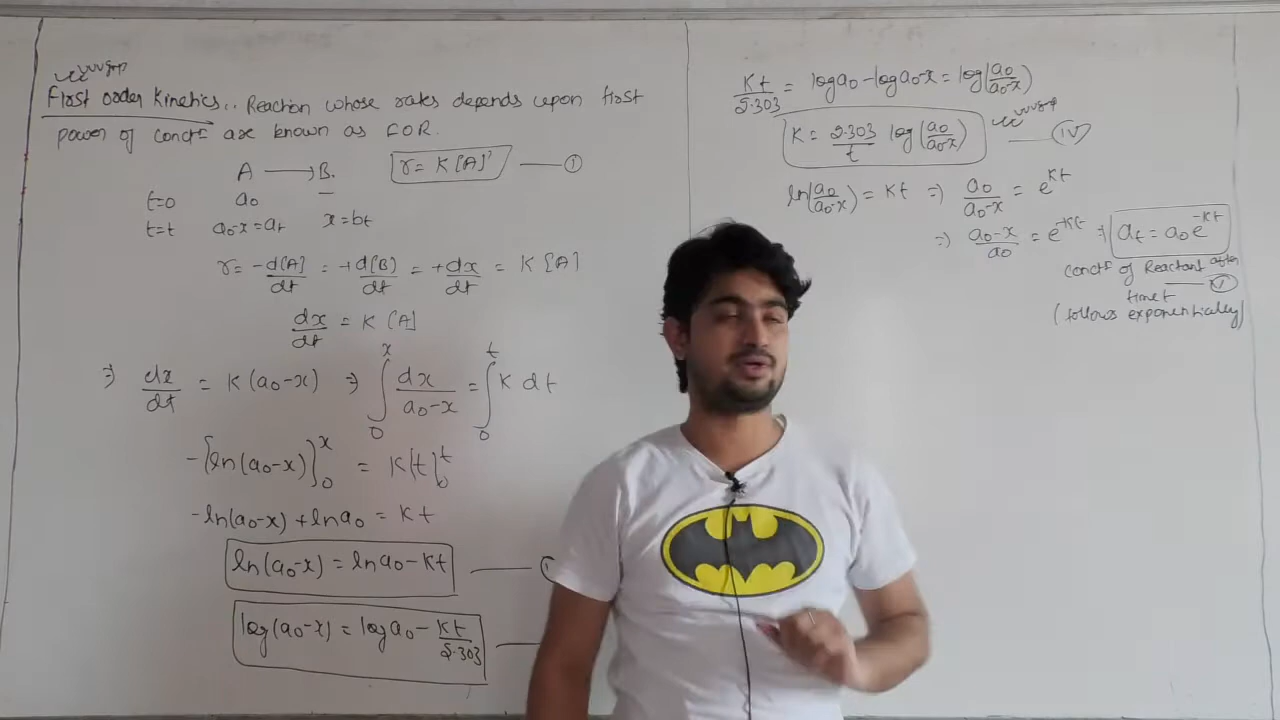 vvvimp
First order Kinetics.. Reaction whose rates depends upon first
power of concⁿ are known as FOR.
A ⟶ B. r = K[A]¹ —— ①
t=0 a₀
t=t a₀-x=aₜ x=bₜ
r = -d[A]/dt = +d[B]/dt = +dx/dt = K[A]
dx/dt = K[A]
⇒ dx/dt = K(a₀-x) ⇒ ∫₀ˣ dx/(a₀-x) = ∫₀ᵗ K dt
-[ln(a₀-x)]₀ˣ = K[t]₀ᵗ
-ln(a₀-x) + ln a₀ = Kt
ln(a₀-x) = ln a₀ - Kt ——
log(a₀-x) = log a₀ - Kt/2.303 —
Kt/2.303 = log a₀ - log a₀-x = log(a₀/a₀-x)
K = 2.303/t log(a₀/a₀-x) —— (IV)
vvvimp
ln(a₀/a₀-x) = Kt ⇒ a₀/a₀-x = e^Kt
⇒ a₀-x/a₀ = e^-Kt ⇒ aₜ = a₀e^-Kt
concⁿ of Reactant after
time t —— (V)
(follows exponentially)